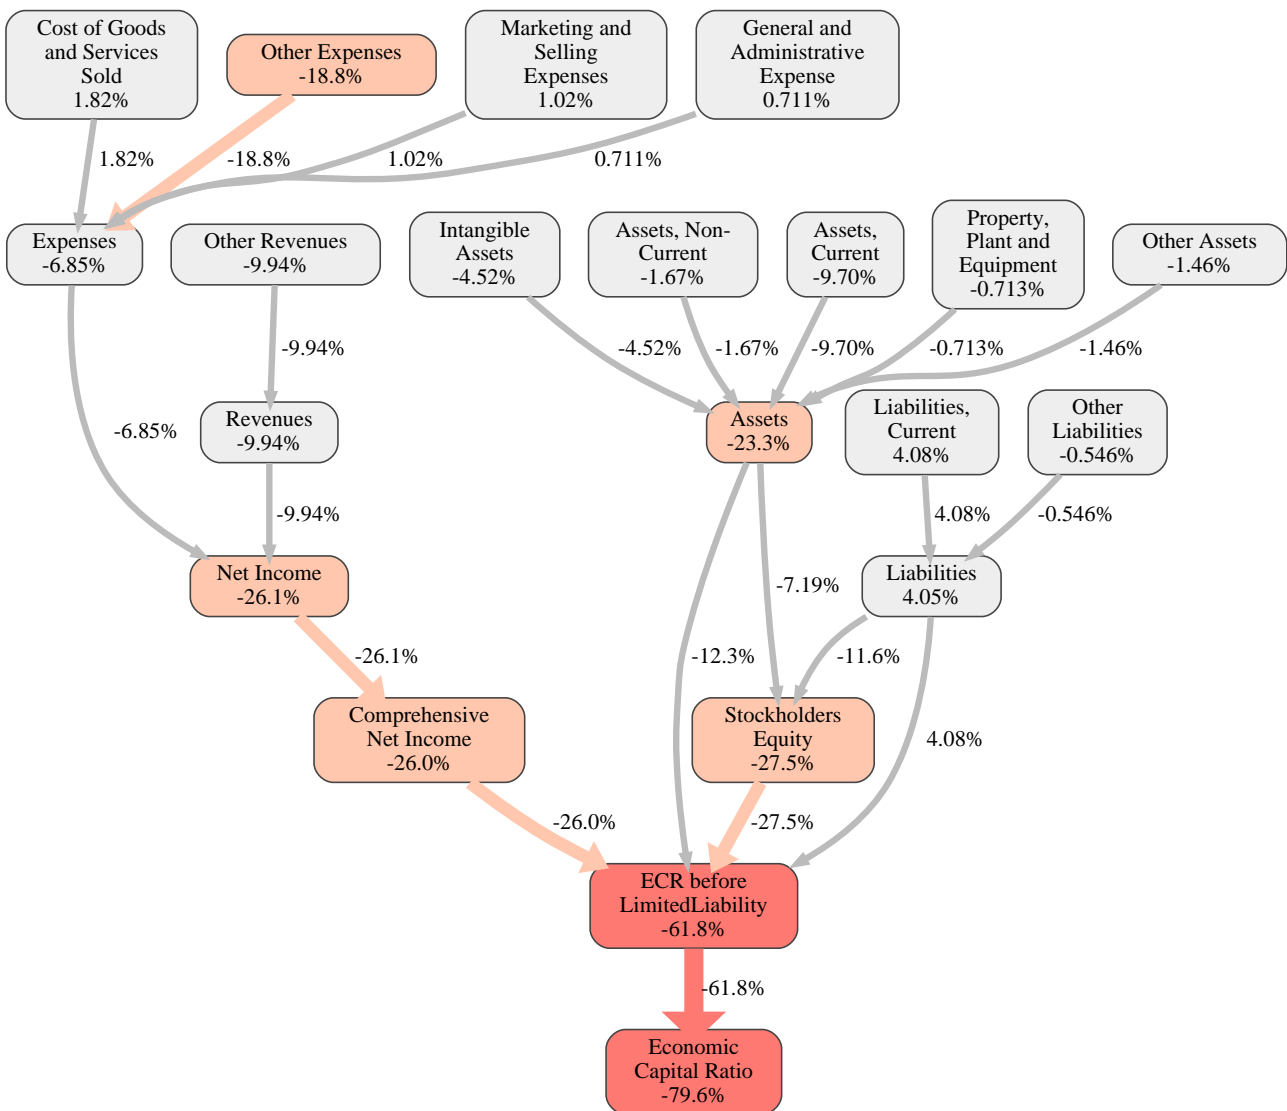 Cost of Goods
and Services
Sold
1.82%
Other Expenses
-18.8%
Marketing and
Selling
Expenses
1.02%
General and
Administrative
Expense
0.711%
1.82%
-18.8%
1.02%
0.711%
Expenses
-6.85%
Other Revenues
-9.94%
Intangible
Assets
-4.52%
Assets, Non-
Current
-1.67%
Assets,
Current
-9.70%
Property,
Plant and
Equipment
-0.713%
Other Assets
-1.46%
-9.94%
-4.52%
-1.67%
-9.70%
-0.713%
-1.46%
-6.85%
Revenues
-9.94%
Assets
-23.3%
Liabilities,
Current
4.08%
Other
Liabilities
-0.546%
-9.94%
4.08%
-0.546%
Net Income
-26.1%
-7.19%
Liabilities
4.05%
-26.1%
-12.3%
-11.6%
Comprehensive
Net Income
-26.0%
Stockholders
Equity
-27.5%
4.08%
-26.0%
-27.5%
ECR before
LimitedLiability
-61.8%
-61.8%
Economic
Capital Ratio
-79.6%